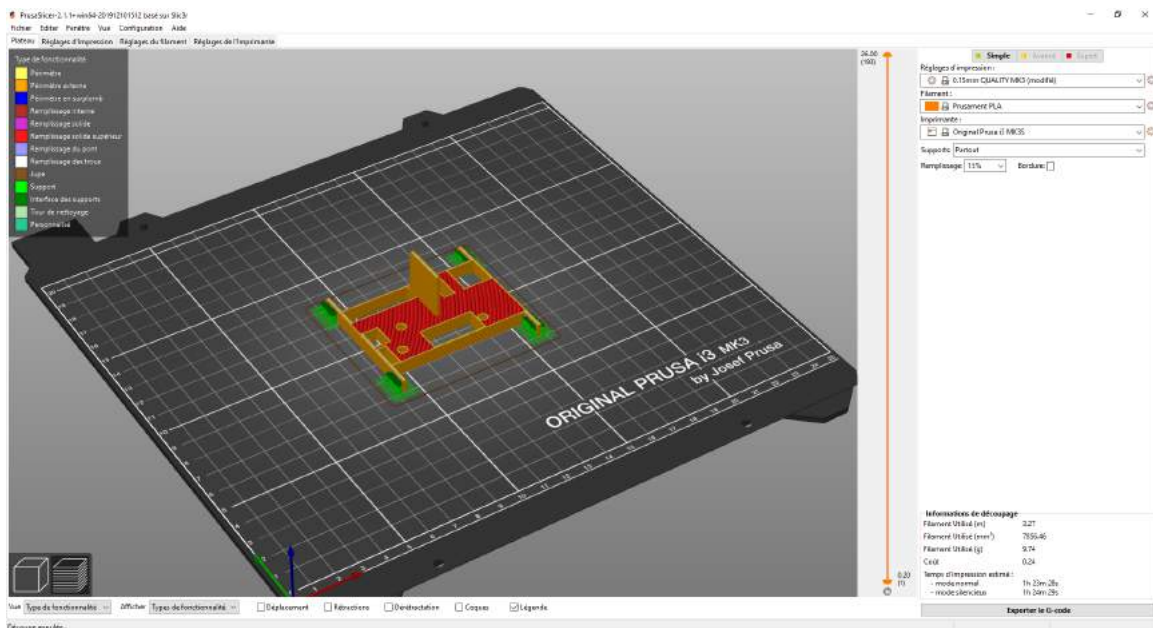 PrusaSlicer-2.1.1+win64-201912101512 basé sur Slic3r
Fichier Editer Fenêtre Vue Configuration Aide
Plateau Réglages d'Impression Réglages du filament Réglages de l'Imprimante
Type de fonctionnalité
Périmètre
Périmètre externe
Périmètre en surplomb
Remplissage interne
Remplissage solide
Remplissage solide supérieur
Remplissage du pont
Remplissage des trous
Jupe
Support
Interface des supports
Tour de nettoyage
Personnalisé
ORIGINAL PRUSA i3 MK3
by Josef Prusa
0.20
(1)
Simple Avancé Expert
Réglages d'impression :
0.15mm QUALITY MK3 (modifié)
Filament :
Prusament PLA
Imprimante :
Original Prusa i3 MK3S
Supports: Partout
Remplissage: 15% Bordure:
Informations de découpage
Filament Utilisé (m) 3.27
Filament Utilisé (mm³) 7856.46
Filament Utilisé (g) 9.74
Coût 0.24
Temps d'impression estimé :
- mode normal 1h 23m 28s
- mode silencieux 1h 24m 29s
Exporter le G-code
Vue Type de fonctionnalité Afficher Types de fonctionnalité Déplacement Rétractions Dérétractation Coques Légende